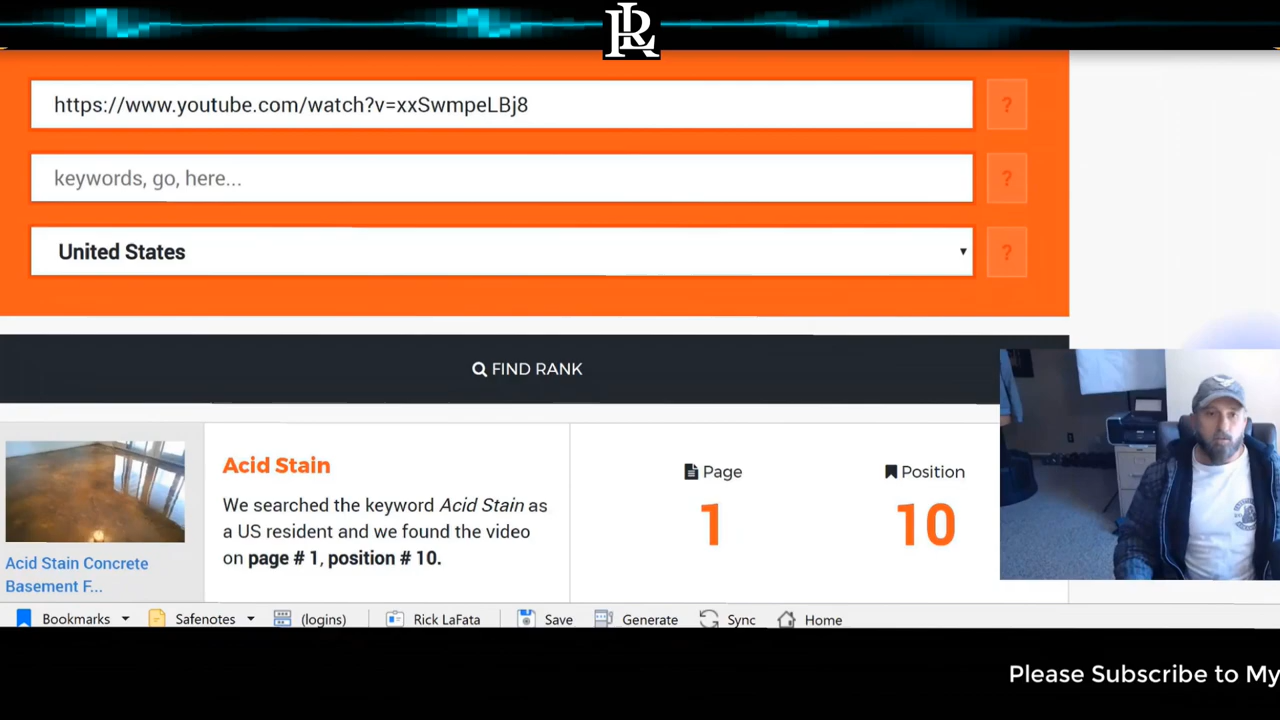 RL
https://www.youtube.com/watch?v=xxSwmpeLBj8
?
keywords, go, here...
?
United States
?
FIND RANK
Acid Stain Concrete
Basement F...
Acid Stain
We searched the keyword Acid Stain as
a US resident and we found the video
on page # 1, position # 10.
Page
1
Position
10
Bookmarks
Safenotes
(logins)
Rick LaFata
Save
Generate
Sync
Home
Please Subscribe to My